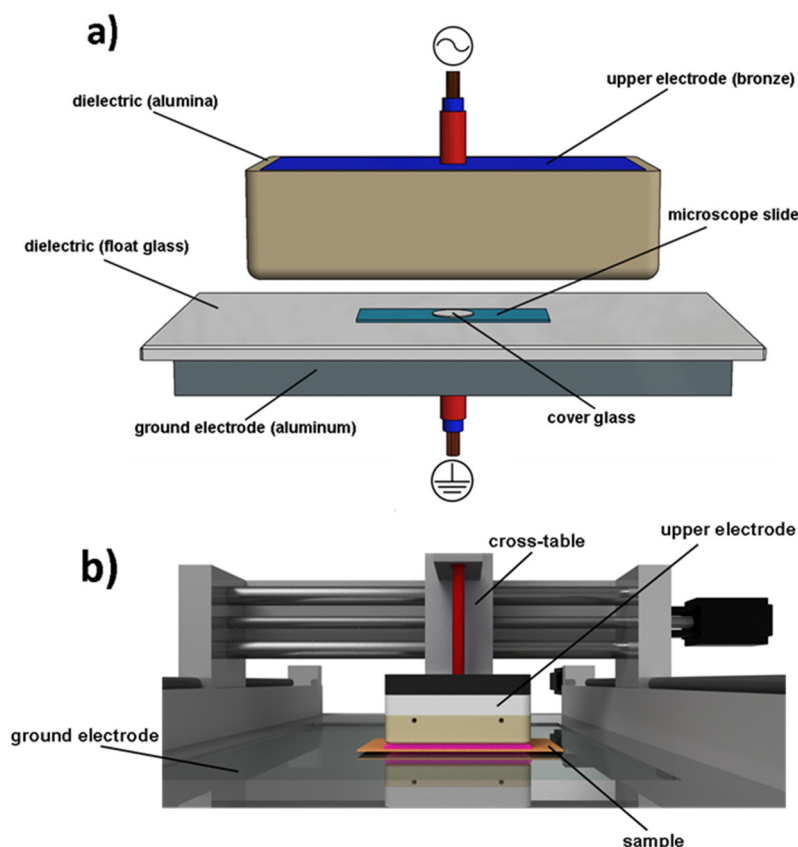 a)
dielectric (alumina)
upper electrode (bronze)
microscope slide
dielectric (float glass)
ground electrode (aluminum)
cover glass
b)
cross-table
upper electrode
ground electrode
sample